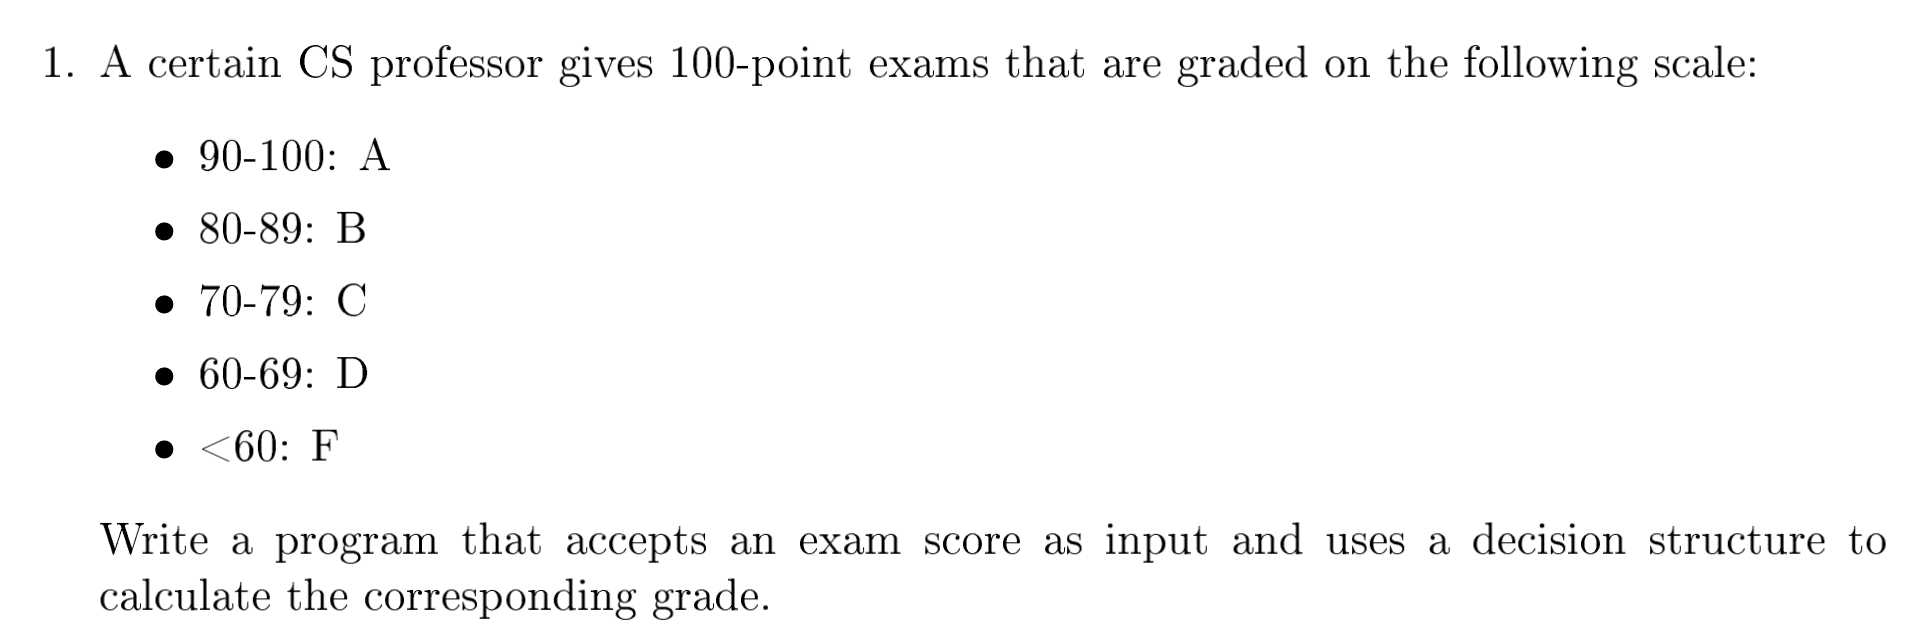 1. A certain CS professor gives 100-point exams that are graded on the following scale:
• 90-100: A
• 80-89: B
• 70-79: C
• 60-69: D
• <60: F
Write a program that accepts an exam score as input and uses a decision structure to
calculate the corresponding grade.